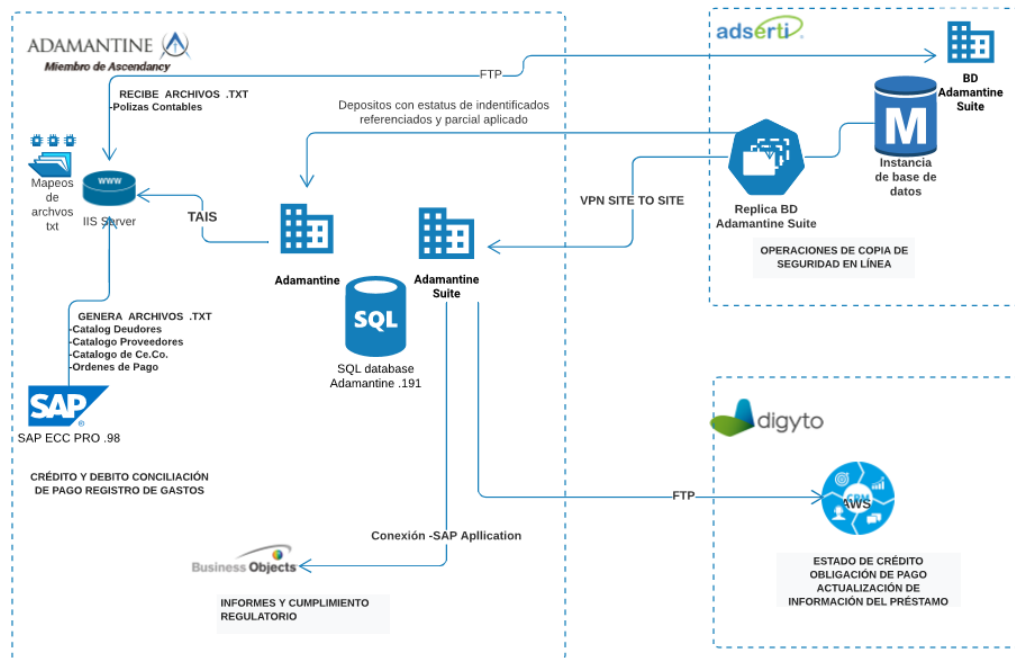 ADAMANTINE
Miembro de Ascendancy
RECIBE ARCHIVOS .TXT
-Polizas Contables
FTP
Depositos con estatus de indentificados
referenciados y parcial aplicado
Mapeos
de
archvos
txt
www
IIS Server
TAIS
Adamantine
Adamantine
Suite
SQL
SQL database
Adamantine .191
GENERA ARCHIVOS .TXT
-Catalog Deudores
-Catalogo Proveedores
-Catalogo de Ce.Co.
-Ordenes de Pago
SAP
®
SAP ECC PRO .98
CRÉDITO Y DEBITO CONCILIACIÓN
DE PAGO REGISTRO DE GASTOS
Conexión -SAP Apllication
Business Objects
INFORMES Y CUMPLIMIENTO
REGULATORIO
adserti
BD
Adamantine
Suite
M
Instancia
de base de
datos
VPN SITE TO SITE
Replica BD
Adamantine Suite
OPERACIONES DE COPIA DE
SEGURIDAD EN LÍNEA
digyto
FTP
CRM
AWS
ESTADO DE CRÉDITO
OBLIGACIÓN DE PAGO
ACTUALIZACIÓN DE
INFORMACIÓN DEL PRÉSTAMO